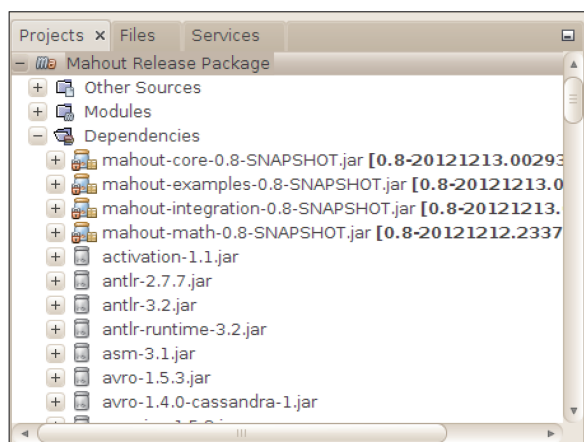 Projects x Files Services
Mahout Release Package
Other Sources
Modules
Dependencies
mahout-core-0.8-SNAPSHOT.jar [0.8-20121213.00293
mahout-examples-0.8-SNAPSHOT.jar [0.8-20121213.0
mahout-integration-0.8-SNAPSHOT.jar [0.8-20121213.
mahout-math-0.8-SNAPSHOT.jar [0.8-20121212.2337
activation-1.1.jar
antlr-2.7.7.jar
antlr-3.2.jar
antlr-runtime-3.2.jar
asm-3.1.jar
avro-1.5.3.jar
avro-1.4.0-cassandra-1.jar